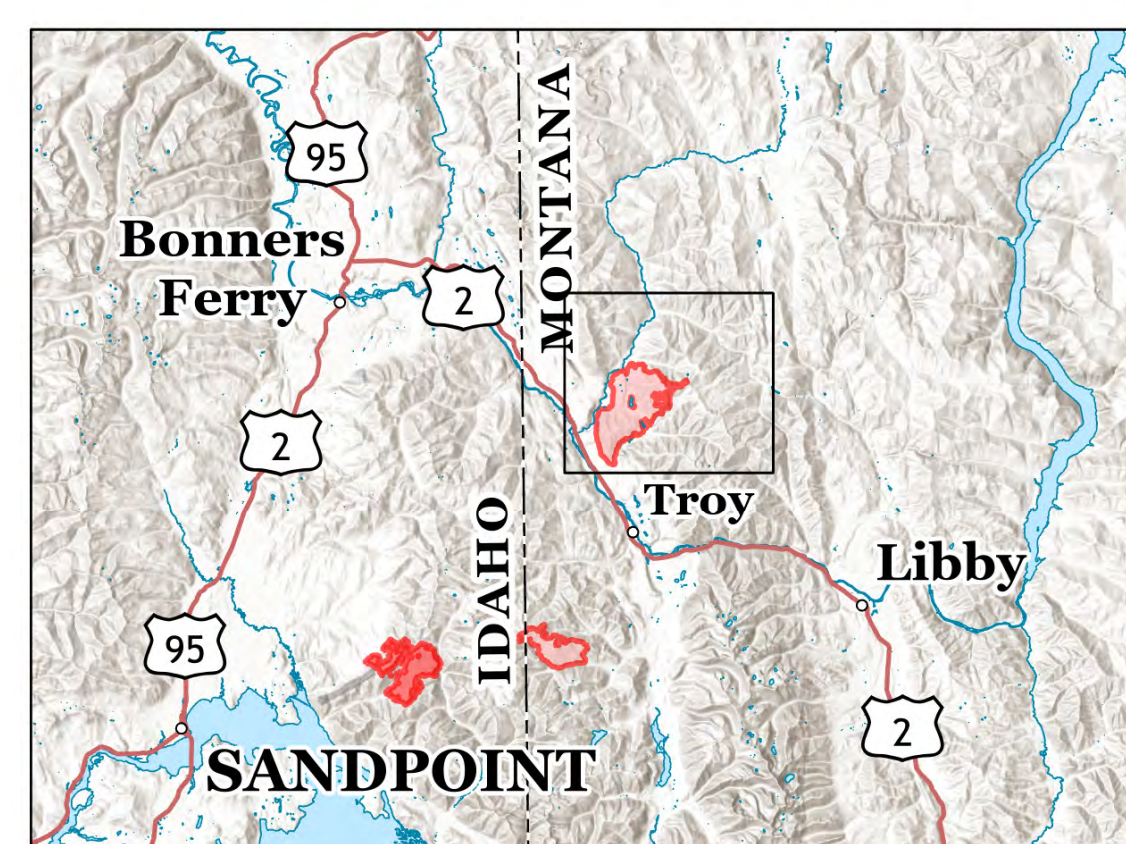 95
MONTANA
Bonners
Ferry
2
2
Troy
IDAHO
Libby
95
2
SANDPOINT